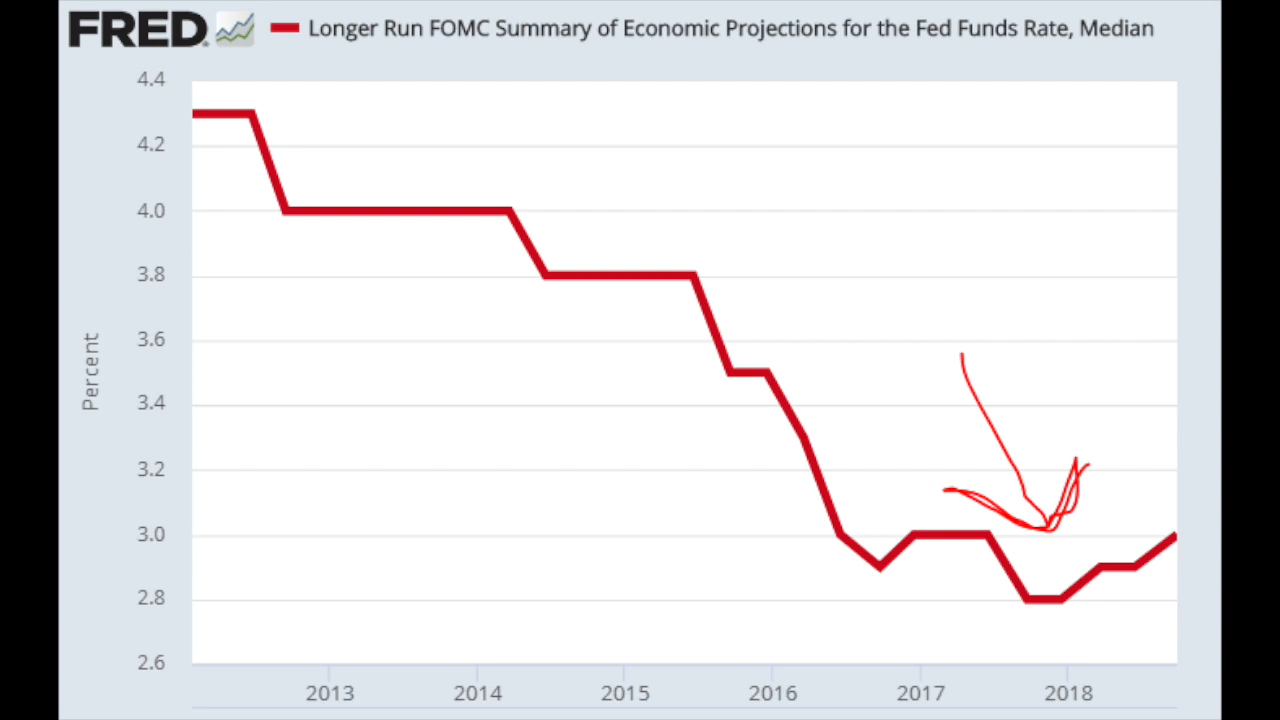 FRED
Longer Run FOMC Summary of Economic Projections for the Fed Funds Rate, Median
4.4
4.2
4.0
3.8
3.6
3.4
3.2
3.0
2.8
2.6
Percent
2013 2014 2015 2016 2017 2018